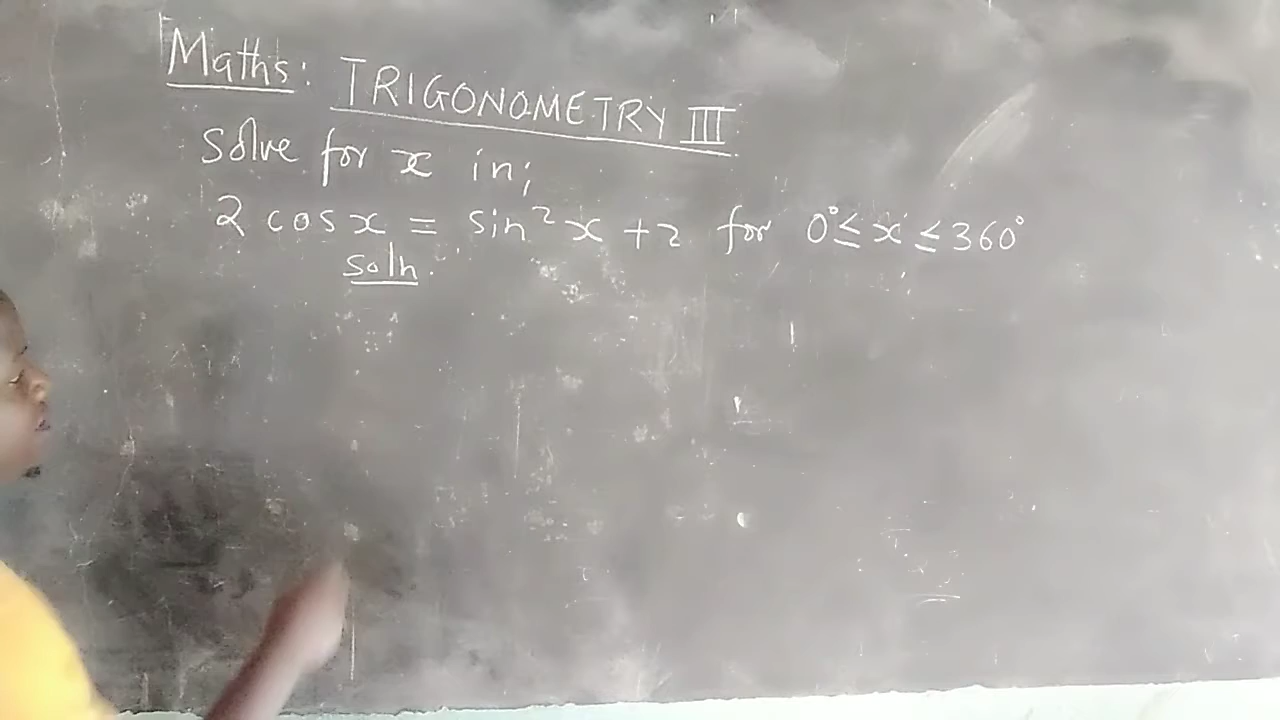 Maths: TRIGONOMETRY III
Solve for x in;
2 cos x = sin²x + 2 for 0° ≤ x ≤ 360°
Soln.